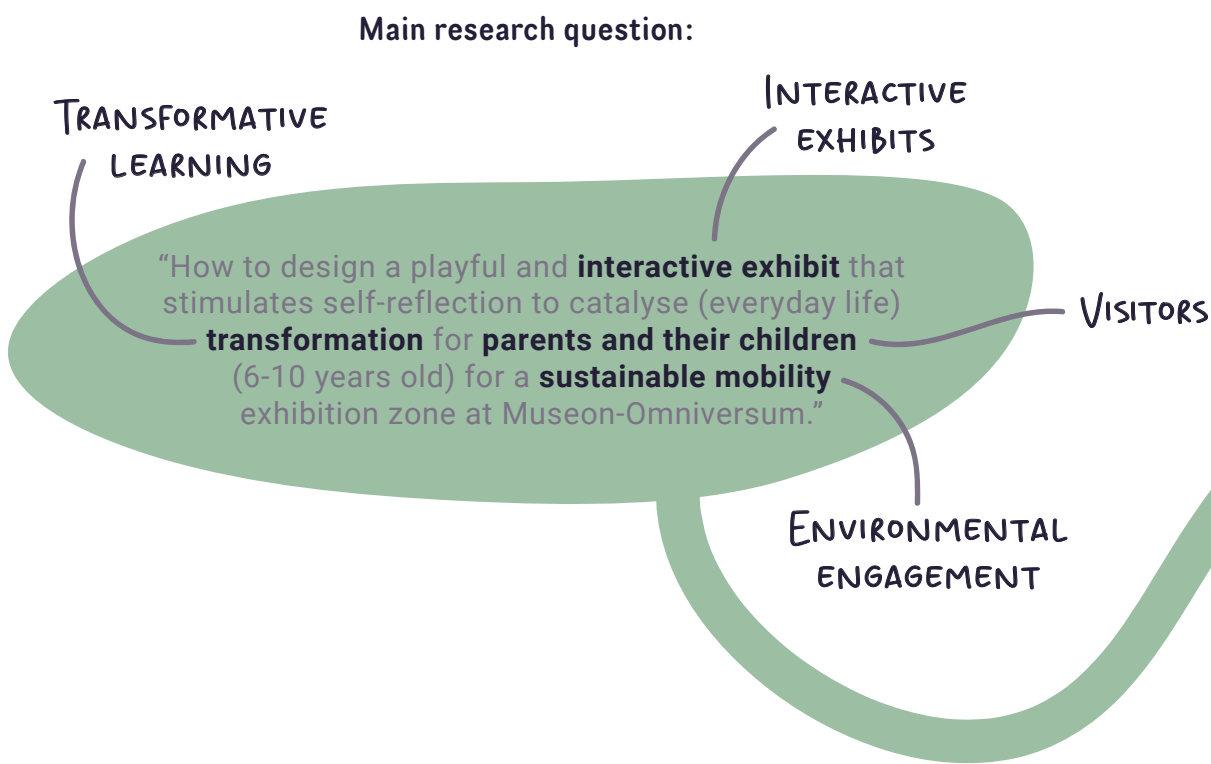 Main research question:
TRANSFORMATIVE
LEARNING
INTERACTIVE
EXHIBITS
“How to design a playful and interactive exhibit that
stimulates self-reflection to catalyse (everyday life)
transformation for parents and their children
(6-10 years old) for a sustainable mobility
exhibition zone at Museon-Omniversum.”
VISITORS
ENVIRONMENTAL
ENGAGEMENT